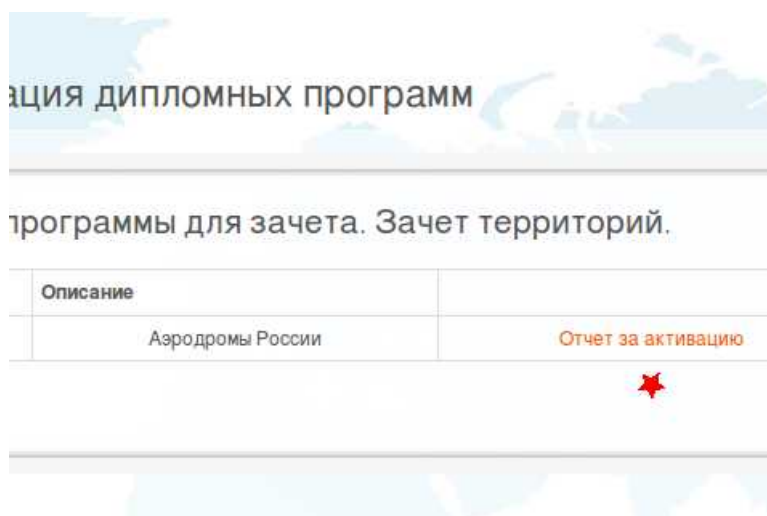 ация дипломных программ
программы для зачета. Зачет территорий.
Описание
Аэродромы России Отчет за активацию